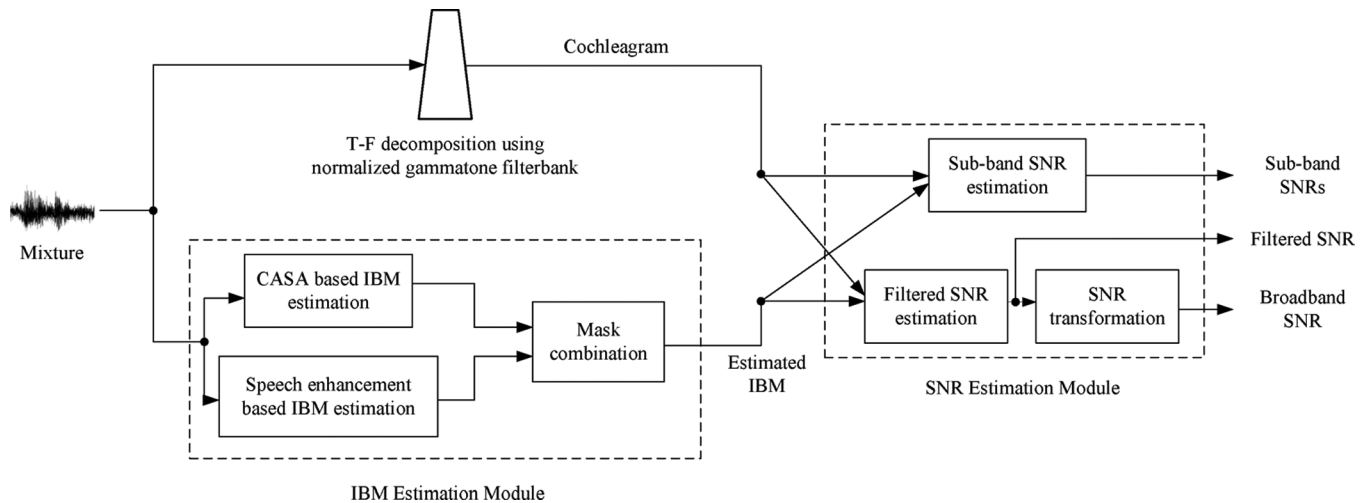 Cochleagram
T-F decomposition using
normalized gammatone filterbank
Mixture
CASA based IBM
estimation
Speech enhancement
based IBM estimation
Mask
combination
IBM Estimation Module
Estimated
IBM
Sub-band SNR
estimation
Filtered SNR
estimation
SNR
transformation
SNR Estimation Module
Sub-band
SNRs
Filtered SNR
Broadband
SNR